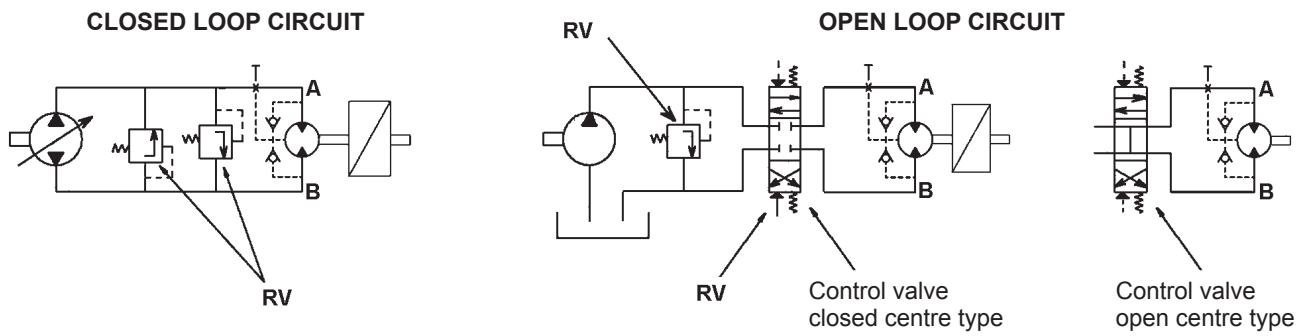 CLOSED LOOP CIRCUIT
A
B
RV
OPEN LOOP CIRCUIT
RV
A
B
RV
Control valve
closed centre type
A
B
Control valve
open centre type